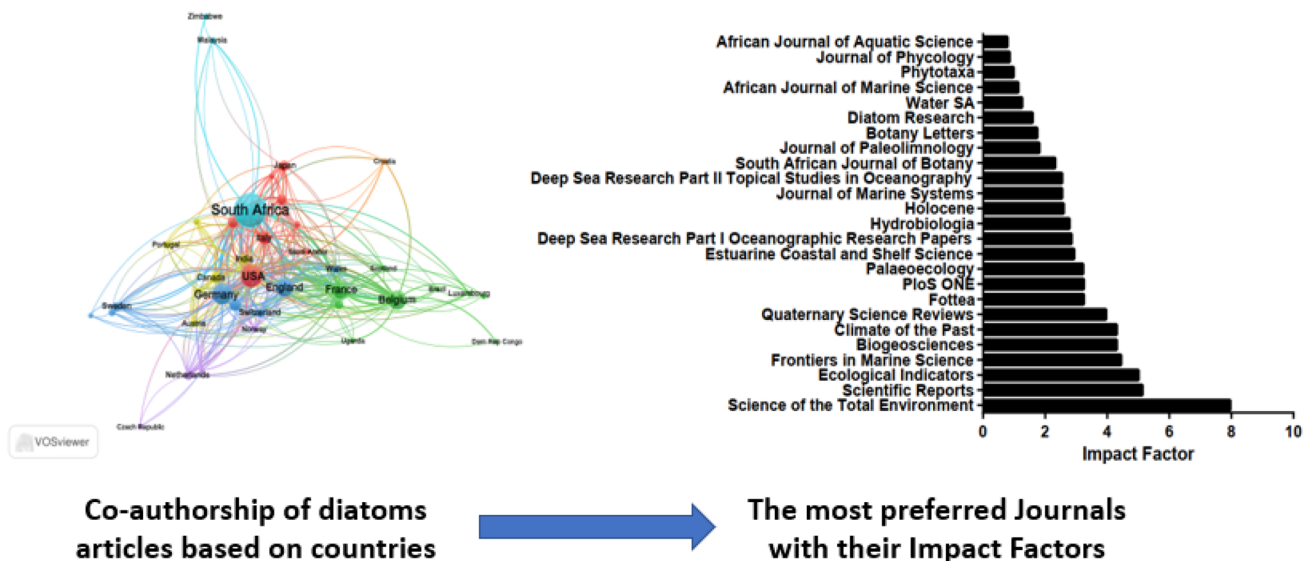 Zimbabwe
Malaysia
Japan
Croatia
South Africa
Italy
Saudi Arabia
Portugal
India
Wales
Scotland
Canada
USA
Germany
England
France
Belgium
Brazil
Luxembourg
Sweden
Switzerland
Austria
Norway
Uganda
Dem Rep Congo
Netherlands
Czech Republic
VOSviewer
African Journal of Aquatic Science
Journal of Phycology
Phytotaxa
African Journal of Marine Science
Water SA
Diatom Research
Botany Letters
Journal of Paleolimnology
South African Journal of Botany
Deep Sea Research Part II Topical Studies in Oceanography
Journal of Marine Systems
Holocene
Hydrobiologia
Deep Sea Research Part I Oceanographic Research Papers
Estuarine Coastal and Shelf Science
Palaeoecology
PloS ONE
Fottea
Quaternary Science Reviews
Climate of the Past
Biogeosciences
Frontiers in Marine Science
Ecological Indicators
Scientific Reports
Science of the Total Environment
0 2 4 6 8 10
Impact Factor
Co-authorship of diatoms
articles based on countries
The most preferred Journals
with their Impact Factors